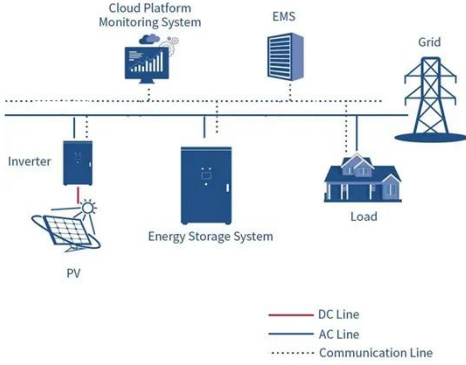 Cloud Platform
Monitoring System
EMS
Grid
Inverter
Energy Storage System
Load
PV
DC Line
AC Line
Communication Line